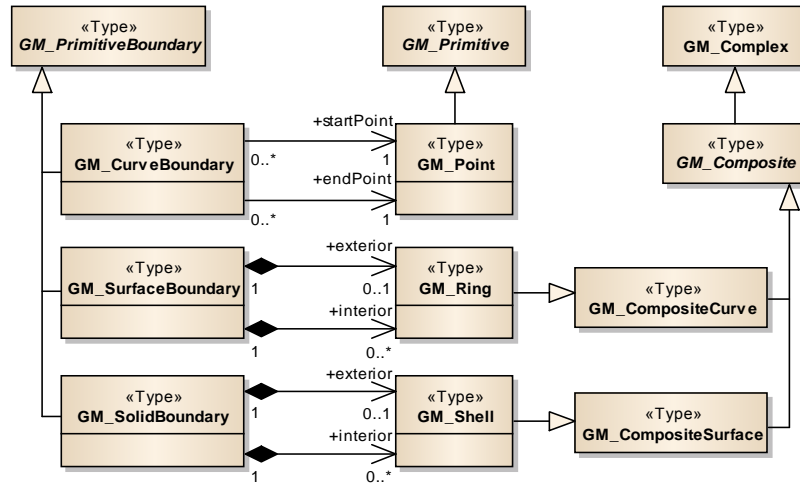 «Type»
GM_PrimitiveBoundary
«Type»
GM_Primitive
«Type»
GM_Complex
«Type»
GM_CurveBoundary
+startPoint
0..*
1
+endPoint
0..*
1
«Type»
GM_Point
«Type»
GM_Composite
«Type»
GM_SurfaceBoundary
+exterior
1
0..1
+interior
1
0..*
«Type»
GM_Ring
«Type»
GM_CompositeCurve
«Type»
GM_SolidBoundary
+exterior
1
0..1
+interior
1
0..*
«Type»
GM_Shell
«Type»
GM_CompositeSurface